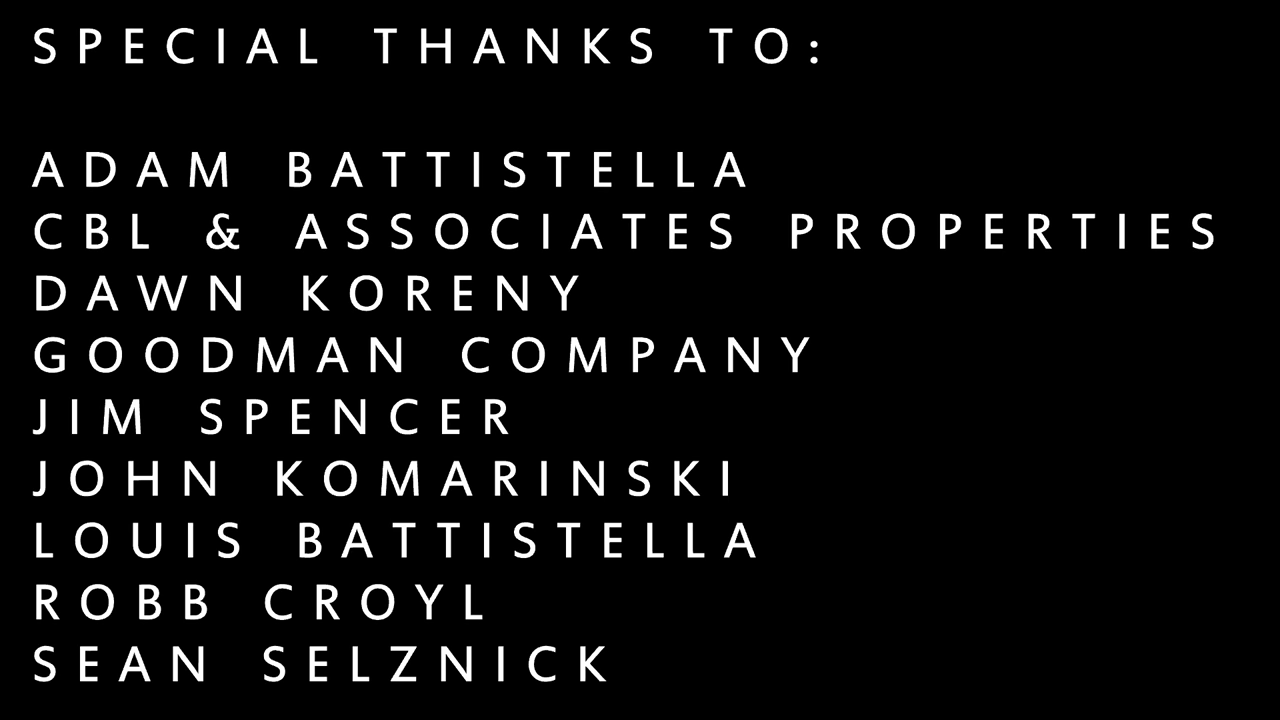 SPECIAL THANKS TO:
ADAM BATTISTELLA
CBL & ASSOCIATES PROPERTIES
DAWN KORENY
GOODMAN COMPANY
JIM SPENCER
JOHN KOMARINSKI
LOUIS BATTISTELLA
ROBB CROYL
SEAN SELZNICK